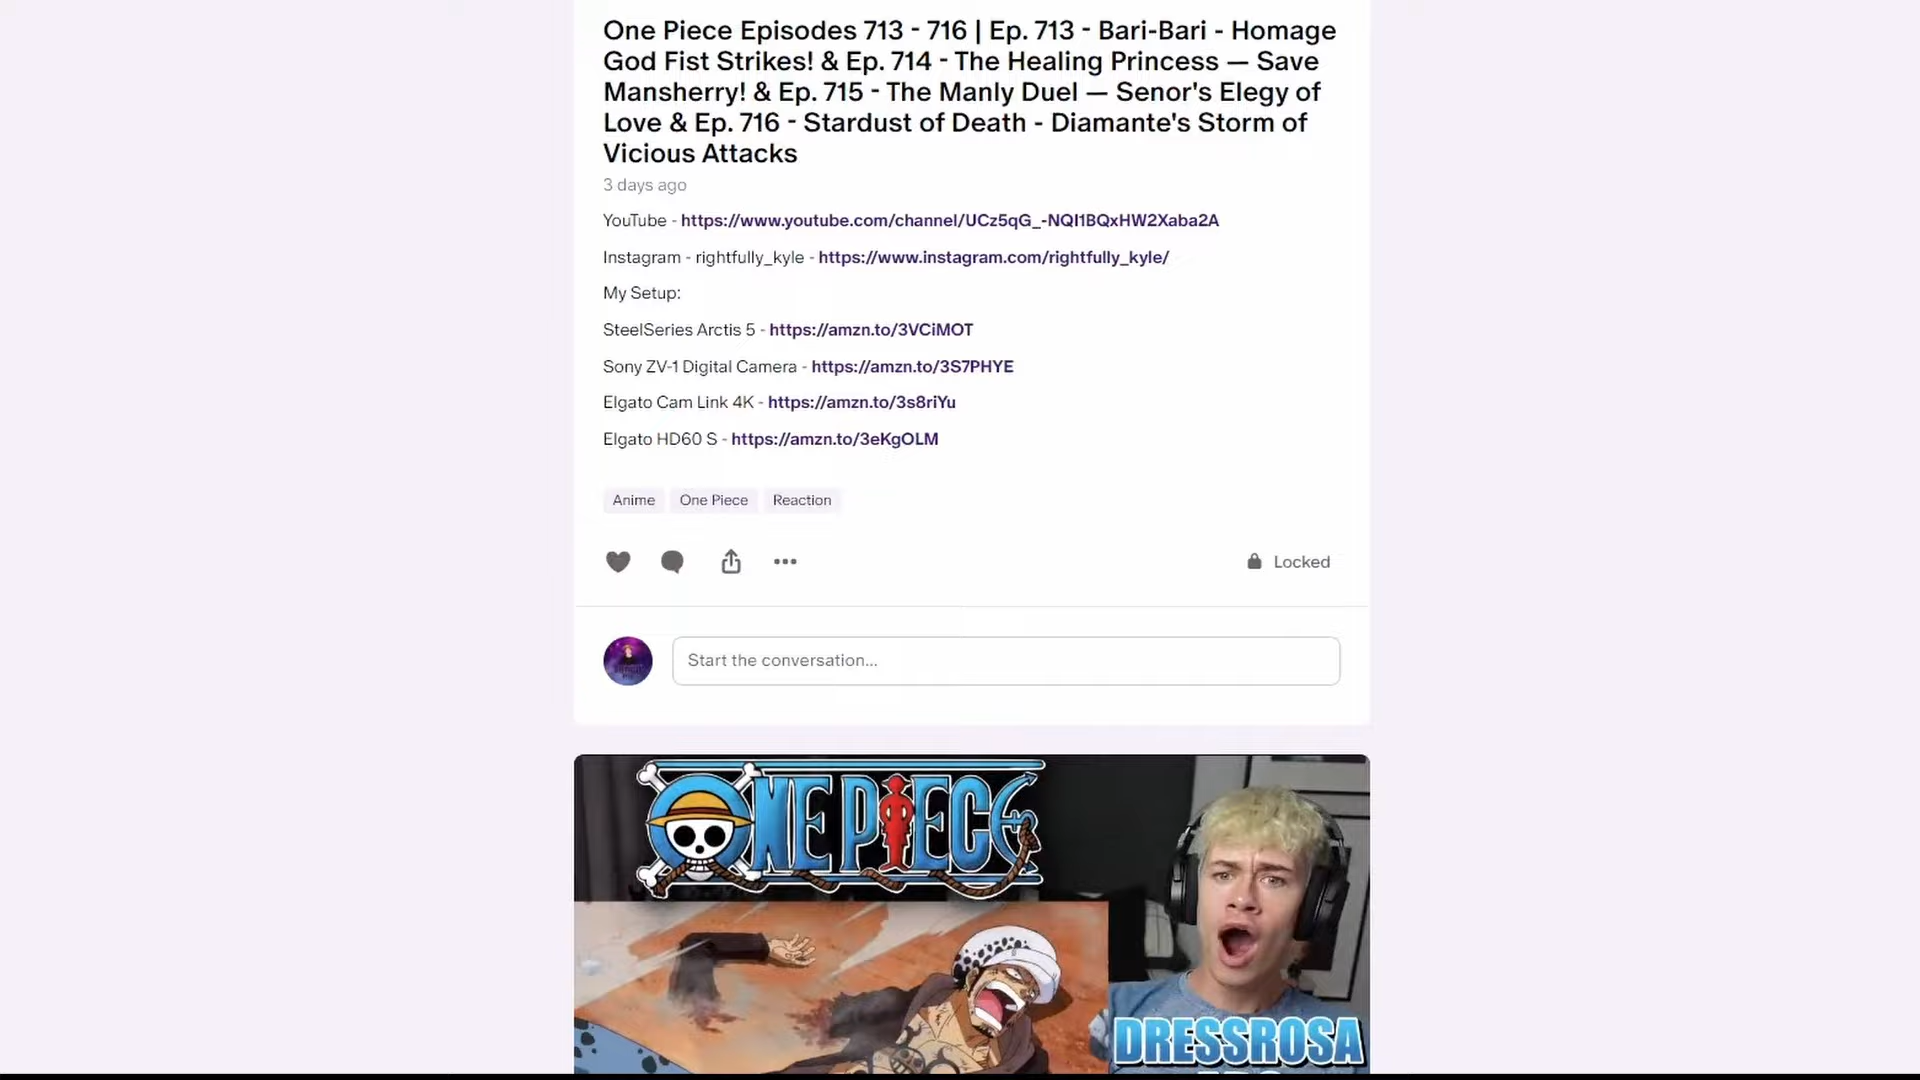 One Piece Episodes 713 - 716 | Ep. 713 - Bari-Bari - Homage
God Fist Strikes! & Ep. 714 - The Healing Princess — Save
Mansherry! & Ep. 715 - The Manly Duel — Senor's Elegy of
Love & Ep. 716 - Stardust of Death - Diamante's Storm of
Vicious Attacks
3 days ago
YouTube - https://www.youtube.com/channel/UCz5qG_-NQI1BQxHW2Xaba2A
Instagram - rightfully_kyle - https://www.instagram.com/rightfully_kyle/
My Setup:
SteelSeries Arctis 5 - https://amzn.to/3VCiMOT
Sony ZV-1 Digital Camera - https://amzn.to/3S7PHYE
Elgato Cam Link 4K - https://amzn.to/3s8riYu
Elgato HD60 S - https://amzn.to/3eKgOLM
Anime One Piece Reaction
Locked
Start the conversation...
ONE PIECE
DRESSROSA